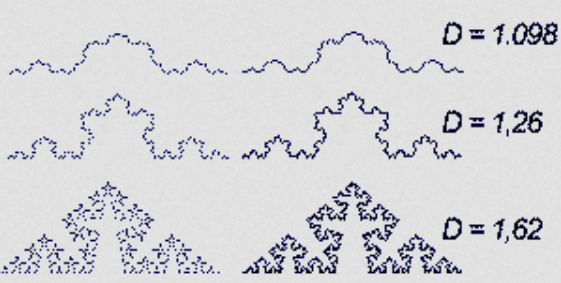 D = 1.098
D = 1,26
D = 1,62